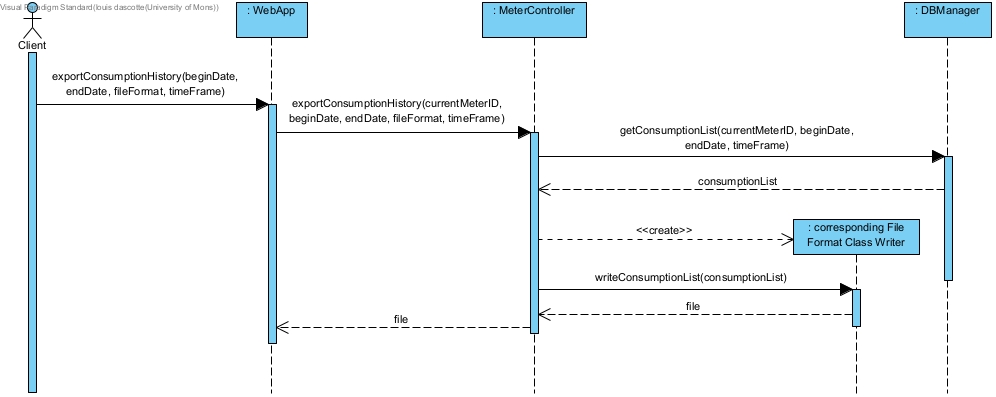 Visual Paradigm Standard(louis dascotte(University of Mons))
: WebApp
: MeterController
: DBManager
Client
exportConsumptionHistory(beginDate,
endDate, fileFormat, timeFrame)
exportConsumptionHistory(currentMeterID,
beginDate, endDate, fileFormat, timeFrame)
getConsumptionList(currentMeterID, beginDate,
endDate, timeFrame)
consumptionList
<<create>>
: corresponding File
Format Class Writer
writeConsumptionList(consumptionList)
file
file